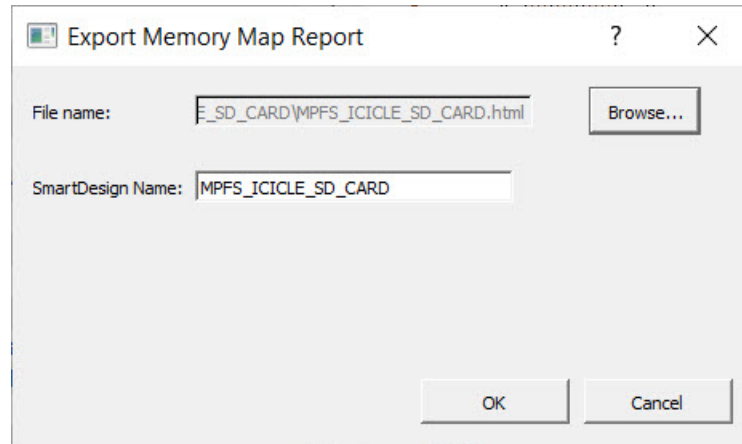 Export Memory Map Report
File name: E_SD_CARD\MPFS_ICICLE_SD_CARD.html Browse...
SmartDesign Name: MPFS_ICICLE_SD_CARD
OK Cancel